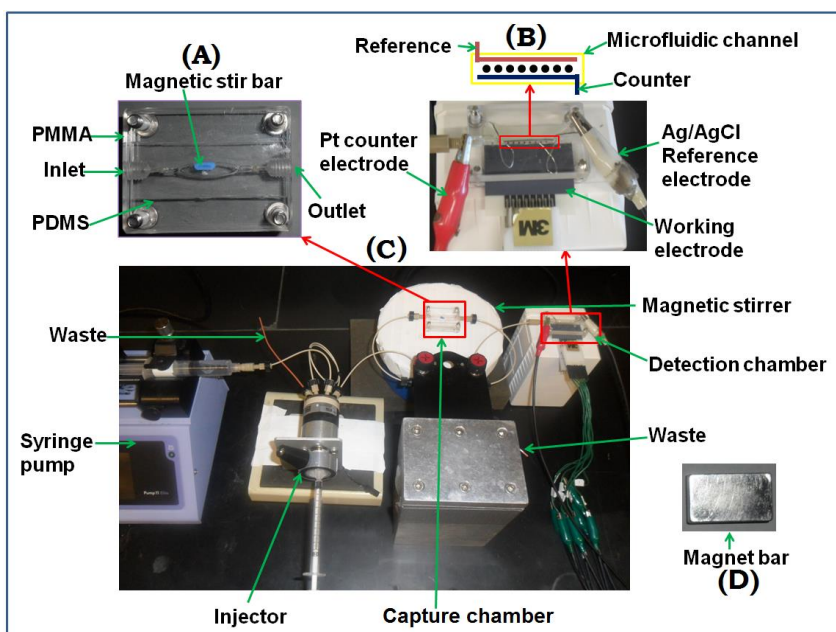 (A)
Magnetic stir bar
PMMA
Inlet
PDMS
Outlet
(B)
Reference
Microfluidic channel
Counter
Pt counter
electrode
Ag/AgCl
Reference
electrode
3M
Working
electrode
(C)
Waste
Magnetic stirrer
Detection chamber
Syringe
pump
Waste
Injector
Capture chamber
Magnet bar
(D)